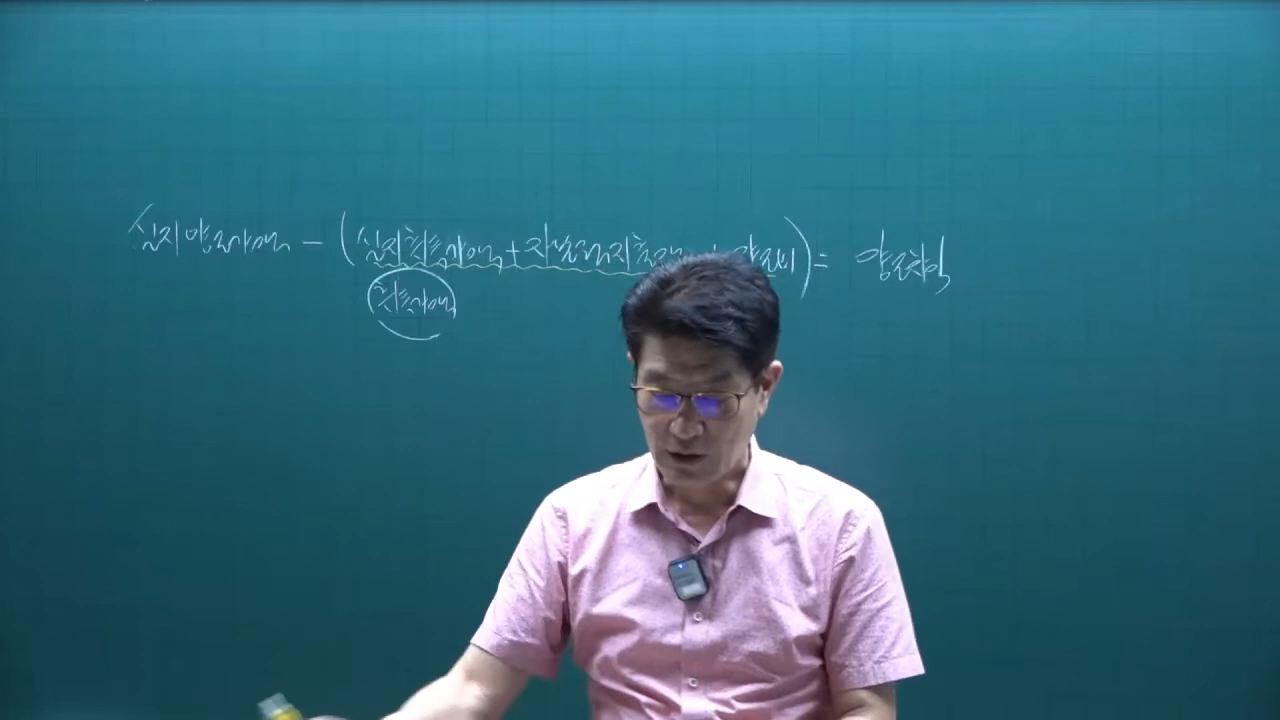 실지양도가액 - (실지취득가액 + 자본적지출액 + 양도비) = 양도차익
취득가액